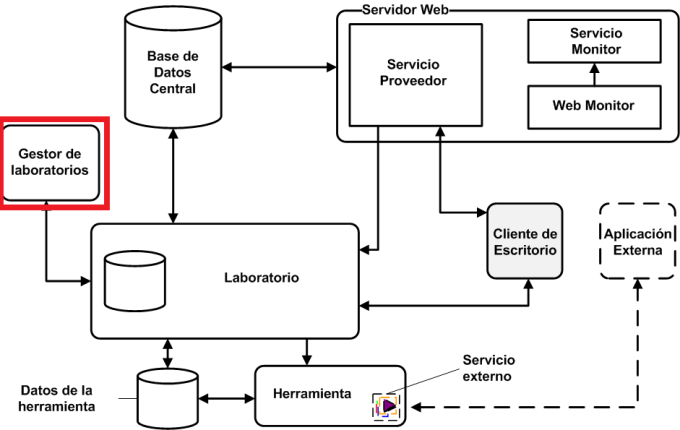 Servidor Web
Base de
Datos
Central
Servicio
Proveedor
Servicio
Monitor
Web Monitor
Gestor de
laboratorios
Cliente de
Escritorio
Aplicación
Externa
Laboratorio
Servicio
externo
Datos de la
herramienta
Herramienta